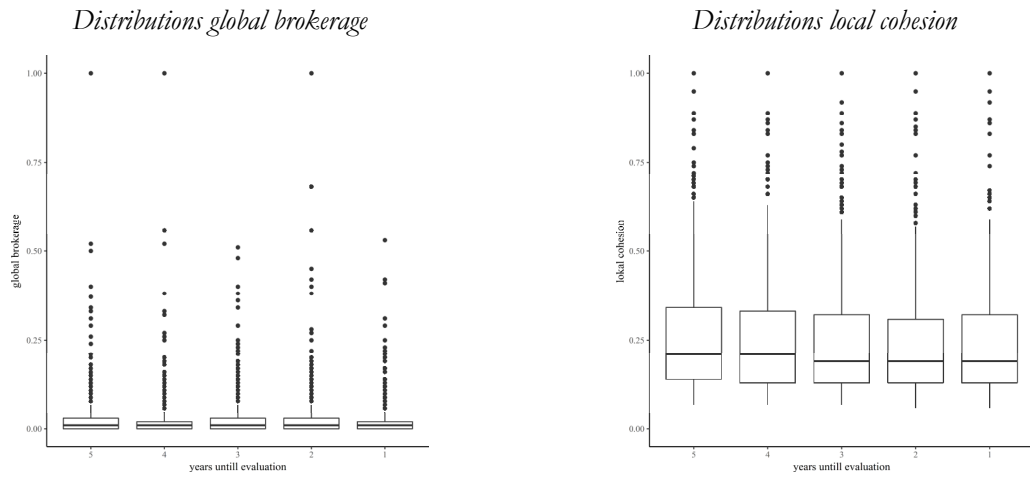 Distributions global brokerage
1.00
0.75
0.50
0.25
0.00
global brokerage
5 4 3 2 1
years untill evaluation
Distributions local cohesion
1.00
0.75
0.50
0.25
0.00
lokal cohesion
5 4 3 2 1
years untill evaluation